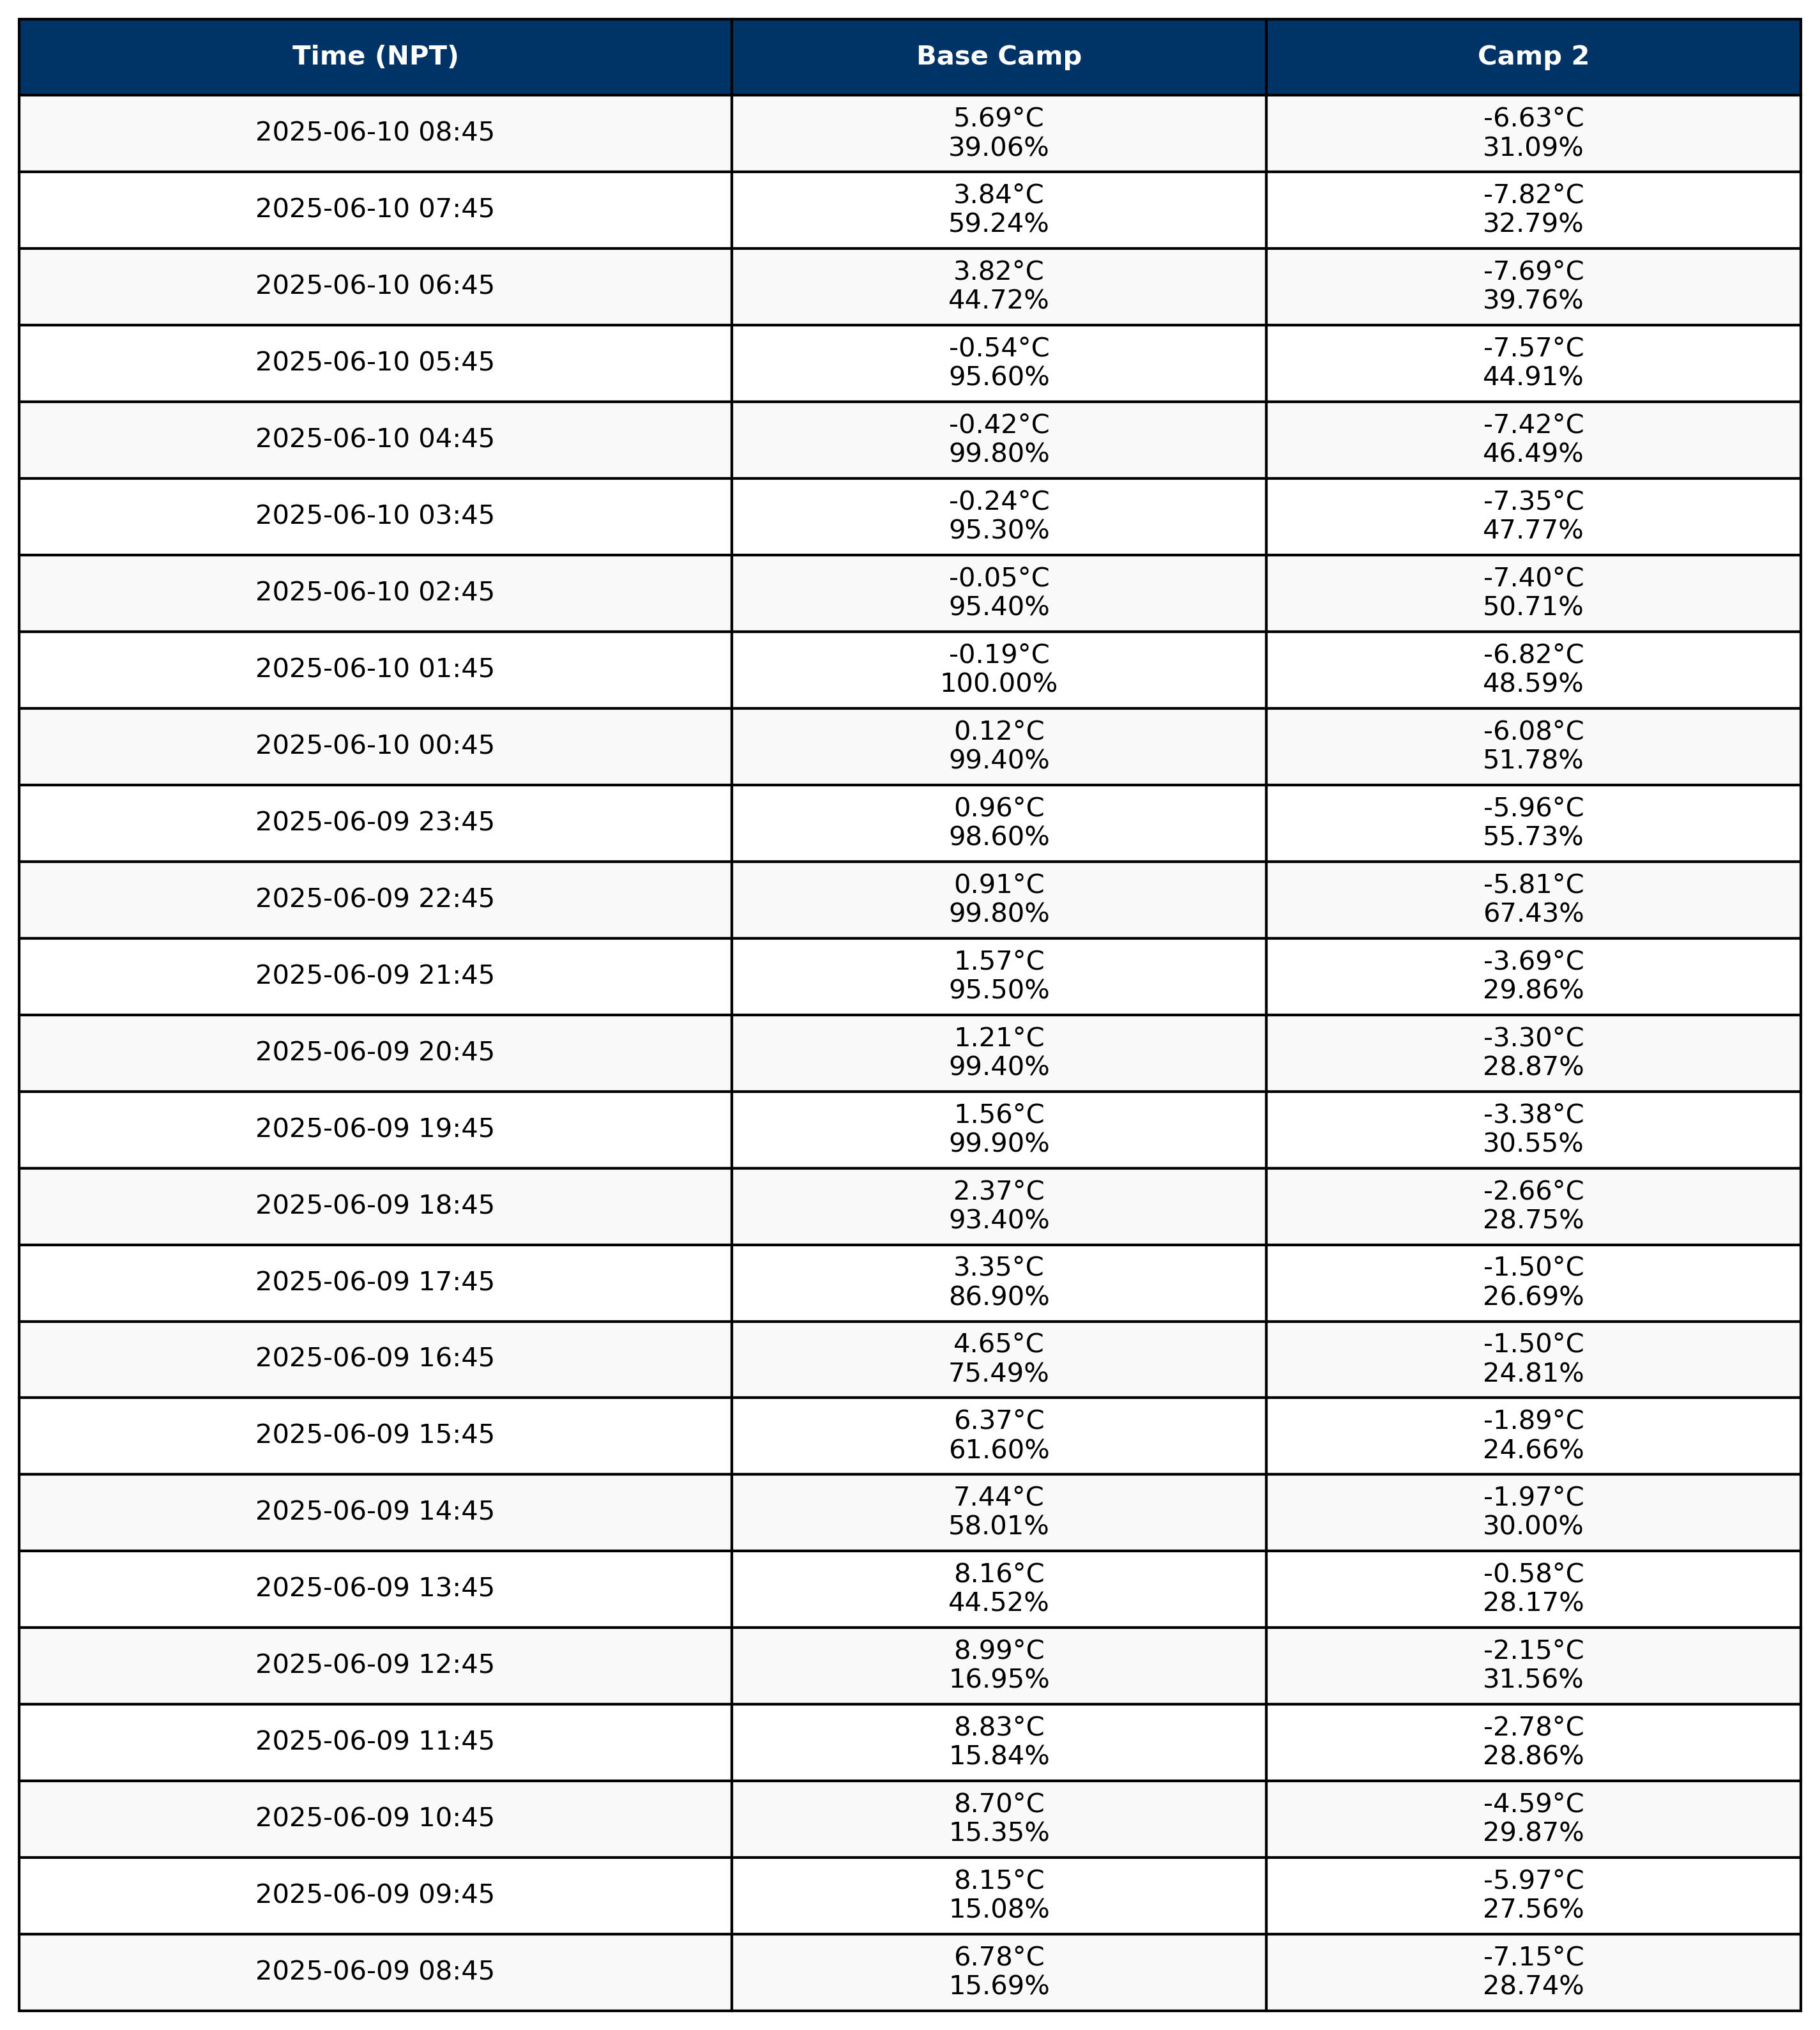 Time (NPT) Base Camp Camp 2
2025-06-10 08:45 5.69°C -6.63°C
39.06% 31.09%
2025-06-10 07:45 3.84°C -7.82°C
59.24% 32.79%
2025-06-10 06:45 3.82°C -7.69°C
44.72% 39.76%
2025-06-10 05:45 -0.54°C -7.57°C
95.60% 44.91%
2025-06-10 04:45 -0.42°C -7.42°C
99.80% 46.49%
2025-06-10 03:45 -0.24°C -7.35°C
95.30% 47.77%
2025-06-10 02:45 -0.05°C -7.40°C
95.40% 50.71%
2025-06-10 01:45 -0.19°C -6.82°C
100.00% 48.59%
2025-06-10 00:45 0.12°C -6.08°C
99.40% 51.78%
2025-06-09 23:45 0.96°C -5.96°C
98.60% 55.73%
2025-06-09 22:45 0.91°C -5.81°C
99.80% 67.43%
2025-06-09 21:45 1.57°C -3.69°C
95.50% 29.86%
2025-06-09 20:45 1.21°C -3.30°C
99.40% 28.87%
2025-06-09 19:45 1.56°C -3.38°C
99.90% 30.55%
2025-06-09 18:45 2.37°C -2.66°C
93.40% 28.75%
2025-06-09 17:45 3.35°C -1.50°C
86.90% 26.69%
2025-06-09 16:45 4.65°C -1.50°C
75.49% 24.81%
2025-06-09 15:45 6.37°C -1.89°C
61.60% 24.66%
2025-06-09 14:45 7.44°C -1.97°C
58.01% 30.00%
2025-06-09 13:45 8.16°C -0.58°C
44.52% 28.17%
2025-06-09 12:45 8.99°C -2.15°C
16.95% 31.56%
2025-06-09 11:45 8.83°C -2.78°C
15.84% 28.86%
2025-06-09 10:45 8.70°C -4.59°C
15.35% 29.87%
2025-06-09 09:45 8.15°C -5.97°C
15.08% 27.56%
2025-06-09 08:45 6.78°C -7.15°C
15.69% 28.74%